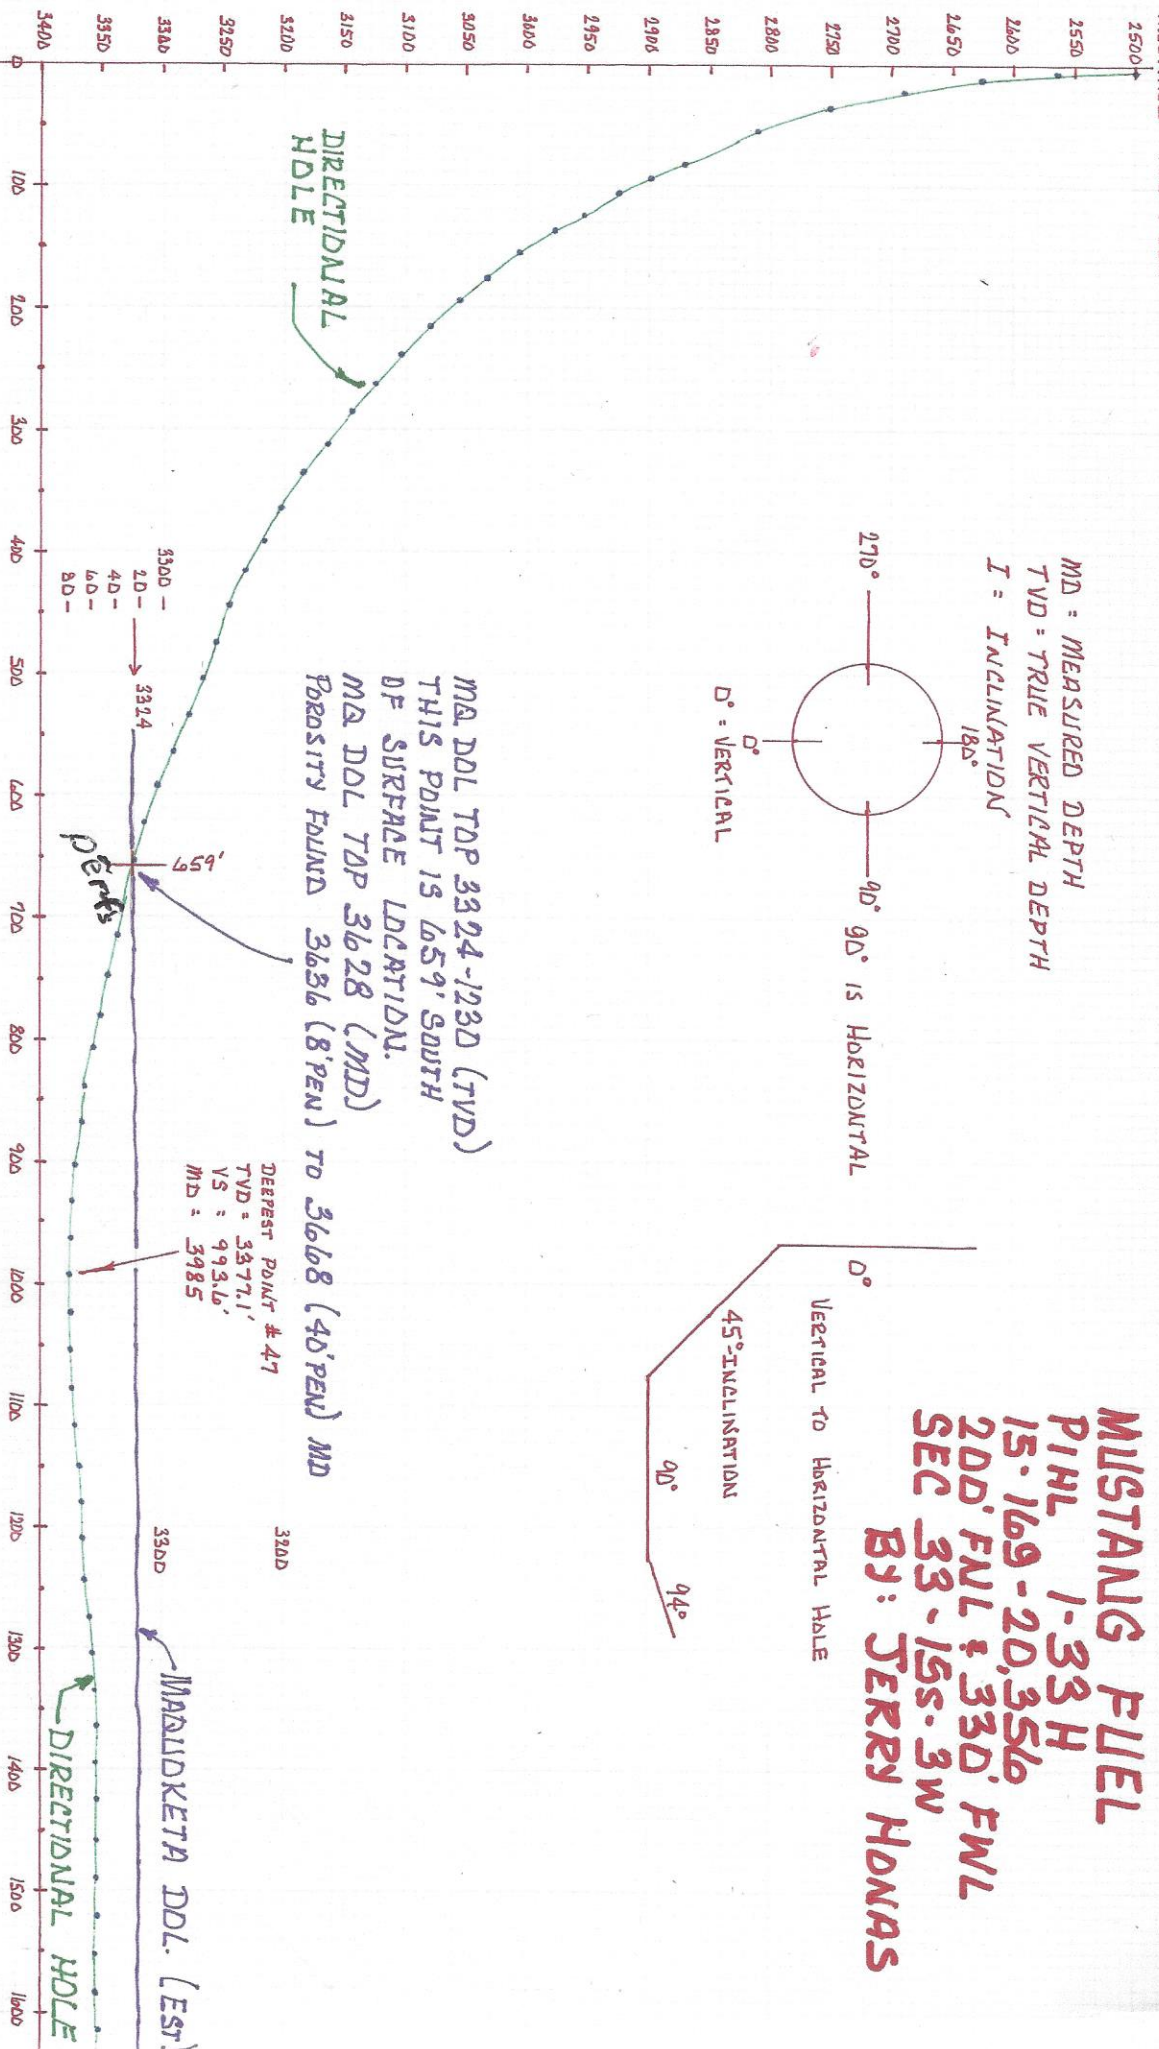 MUSTANG FUEL
PIHL 1-33 H
15-169-20,356
200' FNL & 330' FWL
SEC 33-15S-3W
BY: JERRY HONAS
MD = MEASURED DEPTH
TVD = TRUE VERTICAL DEPTH
I = INCLINATION
180°
270°
90° 90° IS HORIZONTAL
0°
0° = VERTICAL
0°
VERTICAL TO HORIZONTAL HOLE
45°-INCLINATION
90°
94°
2500
2550
2600
2650
2700
2750
2800
2850
2900
2950
3000
3050
3100
3150
3200
3250
3300
3350
3400
DIRECTIONAL
HOLE
MQ DOL TOP 3324-1230 (TVD)
THIS POINT IS 659' SOUTH
OF SURFACE LOCATION.
MQ DOL TOP 3628 (MD)
POROSITY FOUND 3636 (8'PEN) TO 3668 (40'PEN) MD
3200
3300
DEEPEST POINT #47
TVD = 3377.1'
VS = 993.6'
MD = 3985
3300 -
20 -
40 -
60 -
80 -
3324
659'
perfs
MAQUOKETA DOL. (EST.)
DIRECTIONAL HOLE
0 100 200 300 400 500 600 700 800 900 1000 1100 1200 1300 1400 1500 1600